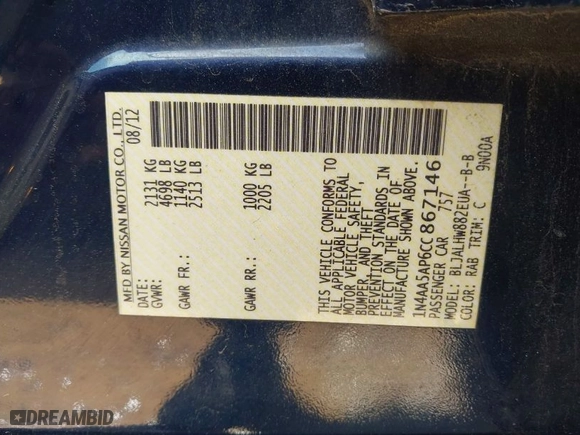 MFD BY NISSAN MOTOR CO., LTD.
DATE: 08/12
GVWR: 2131 KG
4698 LB
GAWR FR: 1140 KG
2513 LB
GAWR RR: 1000 KG
2205 LB
THIS VEHICLE CONFORMS TO
ALL APPLICABLE FEDERAL
MOTOR VEHICLE SAFETY,
BUMPER, AND THEFT
PREVENTION STANDARDS IN
EFFECT ON THE DATE OF
MANUFACTURE SHOWN ABOVE.
1N4AA5AP6CC867146
PASSENGER CAR 751
MODEL: BLJALHW882EUA--B-B
COLOR: RAB TRIM: C 9N00A
DREAMBID